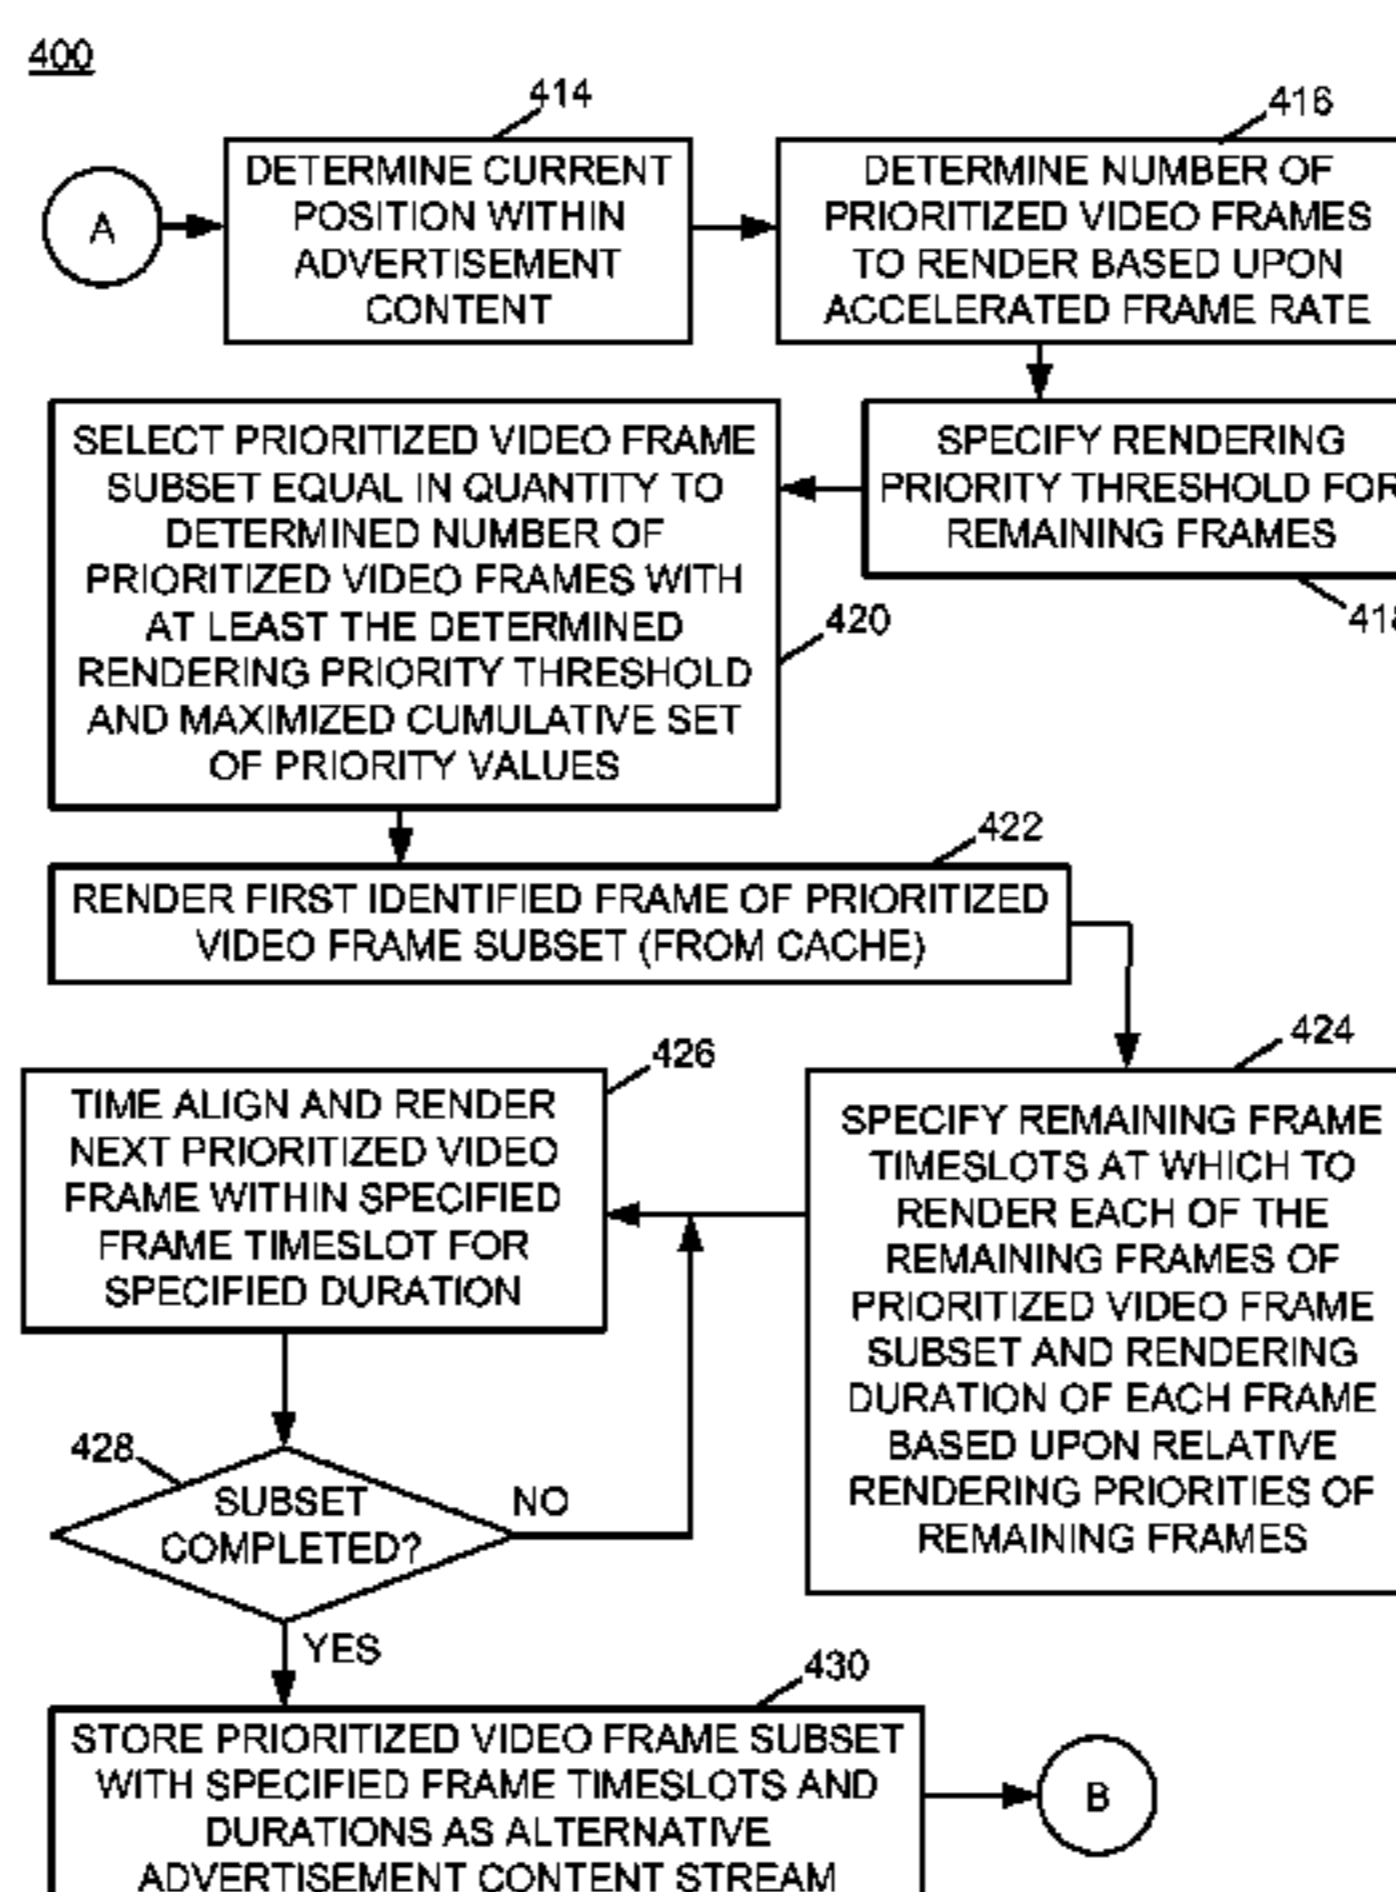 400
414
416
A
DETERMINE CURRENT
POSITION WITHIN
ADVERTISEMENT
CONTENT
DETERMINE NUMBER OF
PRIORITIZED VIDEO FRAMES
TO RENDER BASED UPON
ACCELERATED FRAME RATE
SPECIFY RENDERING
PRIORITY THRESHOLD FOR
REMAINING FRAMES
418
SELECT PRIORITIZED VIDEO FRAME
SUBSET EQUAL IN QUANTITY TO
DETERMINED NUMBER OF
PRIORITIZED VIDEO FRAMES WITH
AT LEAST THE DETERMINED
RENDERING PRIORITY THRESHOLD
AND MAXIMIZED CUMULATIVE SET
OF PRIORITY VALUES
420
422
RENDER FIRST IDENTIFIED FRAME OF PRIORITIZED
VIDEO FRAME SUBSET (FROM CACHE)
424
SPECIFY REMAINING FRAME
TIMESLOTS AT WHICH TO
RENDER EACH OF THE
REMAINING FRAMES OF
PRIORITIZED VIDEO FRAME
SUBSET AND RENDERING
DURATION OF EACH FRAME
BASED UPON RELATIVE
RENDERING PRIORITIES OF
REMAINING FRAMES
426
TIME ALIGN AND RENDER
NEXT PRIORITIZED VIDEO
FRAME WITHIN SPECIFIED
FRAME TIMESLOT FOR
SPECIFIED DURATION
428
SUBSET
COMPLETED?
NO
YES
430
STORE PRIORITIZED VIDEO FRAME SUBSET
WITH SPECIFIED FRAME TIMESLOTS AND
DURATIONS AS ALTERNATIVE
ADVERTISEMENT CONTENT STREAM
B